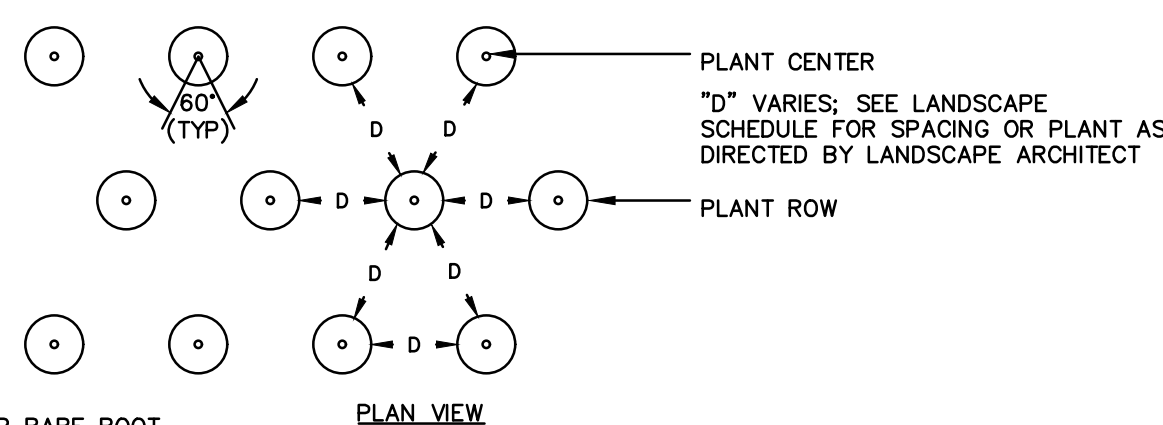 PLANT CENTER
60°
(TYP)
"D" VARIES; SEE LANDSCAPE
SCHEDULE FOR SPACING OR PLANT AS
DIRECTED BY LANDSCAPE ARCHITECT
D D
D D
PLANT ROW
D D
D
PLAN VIEW
BARE ROOT